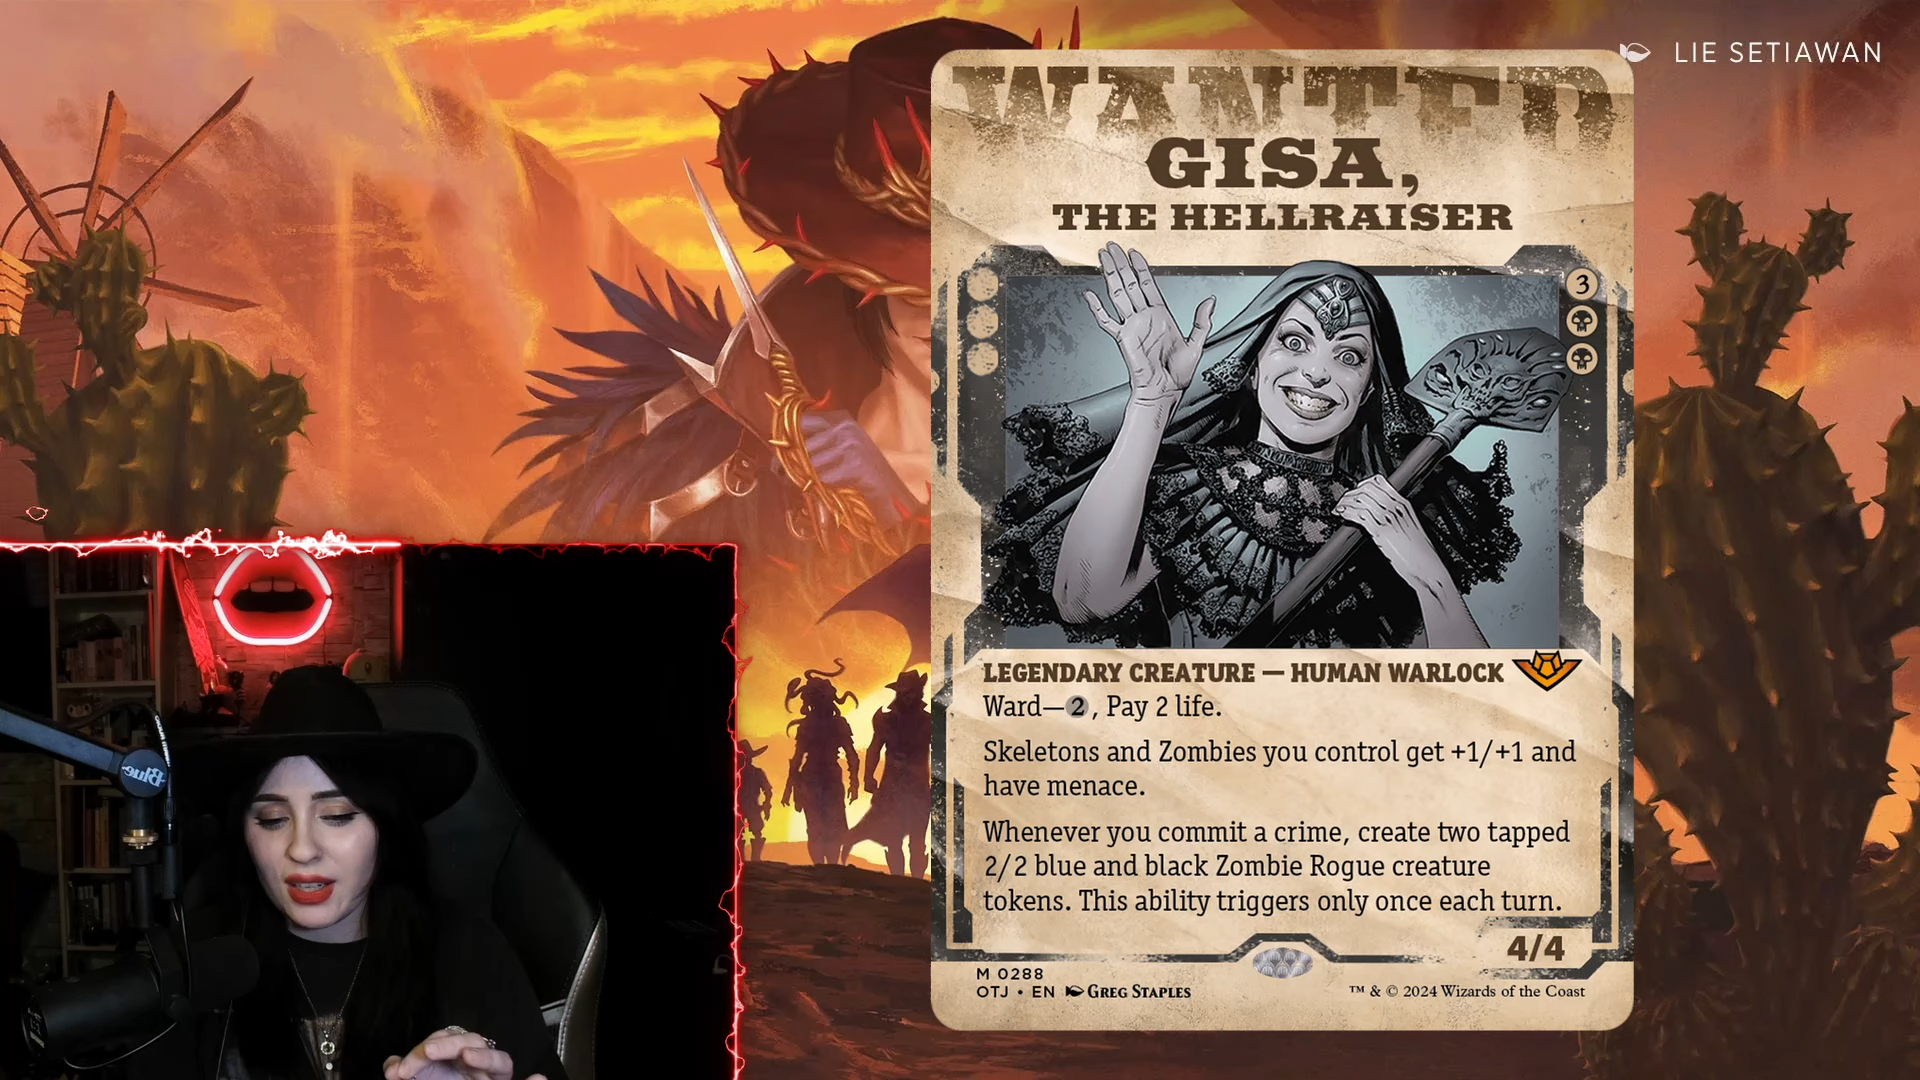 LIE SETIAWAN
WANTED
GISA,
THE HELLRAISER
3
LEGENDARY CREATURE — HUMAN WARLOCK
Ward—2, Pay 2 life.
Skeletons and Zombies you control get +1/+1 and
have menace.
Whenever you commit a crime, create two tapped
2/2 blue and black Zombie Rogue creature
tokens. This ability triggers only once each turn.
4/4
M 0288
OTJ • EN GREG STAPLES
™ & © 2024 Wizards of the Coast
Blue